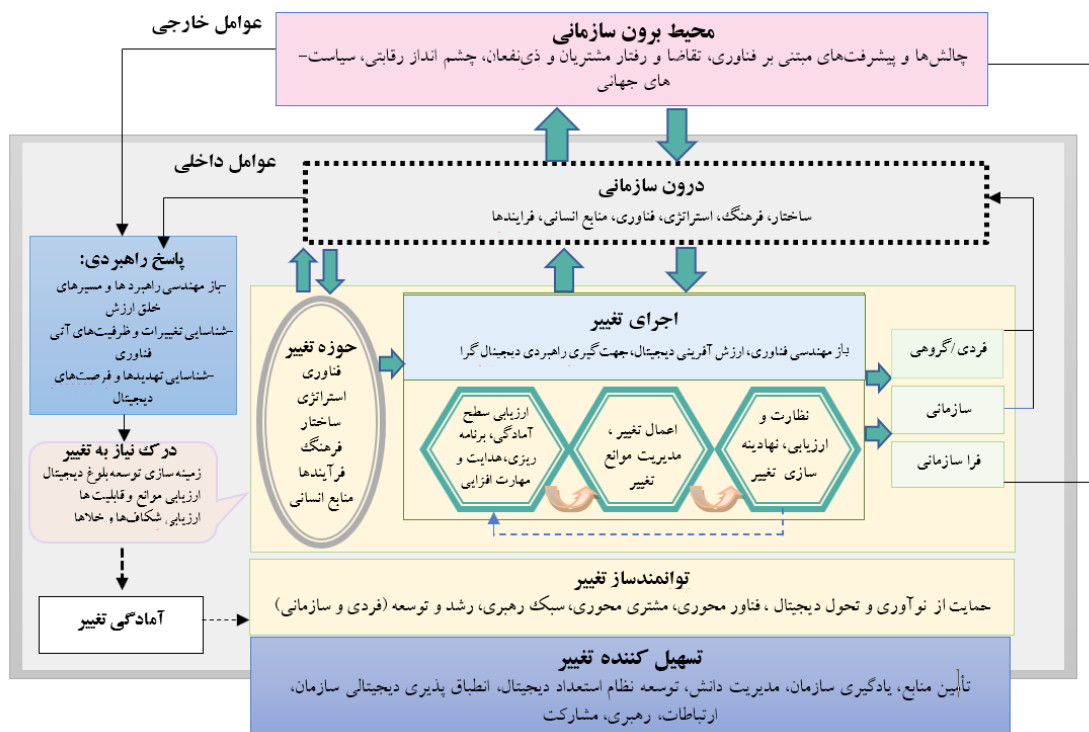 عوامل خارجی
محیط برون سازمانی
چالش‌ها و پیشرفت‌های مبتنی بر فناوری، تقاضا و رفتار مشتریان و ذی‌نفعان، چشم انداز رقابتی، سیاست-
های جهانی
عوامل داخلی
درون سازمانی
ساختار، فرهنگ، استراتژی، فناوری، منابع انسانی، فرایندها
پاسخ راهبردی:
-باز مهندسی راهبردها و مسیرهای
خلق ارزش
-شناسایی تغییرات و ظرفیت‌های آتی
فناوری
-شناسایی تهدیدها و فرصت‌های
دیجیتال
درک نیاز به تغییر
زمینه سازی توسعه بلوغ دیجیتال
ارزیابی موانع و قابلیت ها
ارزیابی شکاف‌ها و خلاها
آمادگی تغییر
حوزه تغییر
فناوری
استراتژی
ساختار
فرهنگ
فرآیندها
منابع انسانی
اجرای تغییر
باز مهندسی فناوری، ارزش آفرینی دیجیتال، جهت گیری راهبردی دیجیتال گرا
ارزیابی سطح
آمادگی، برنامه
ریزی، هدایت و
مهارت افزایی
اعمال تغییر ،
مدیریت موانع
تغییر
نظارت و
ارزیابی، نهادینه
سازی تغییر
فردی/گروهی
سازمانی
فرا سازمانی
توانمندساز تغییر
حمایت از نوآوری و تحول دیجیتال ، فناور محوری، مشتری محوری، سبک رهبری، رشد و توسعه (فردی و سازمانی)
تسهیل کننده تغییر
تأمین منابع، یادگیری سازمان، مدیریت دانش، توسعه نظام استعداد دیجیتال، انطباق پذیری دیجیتالی سازمان،
ارتباطات، رهبری، مشارکت